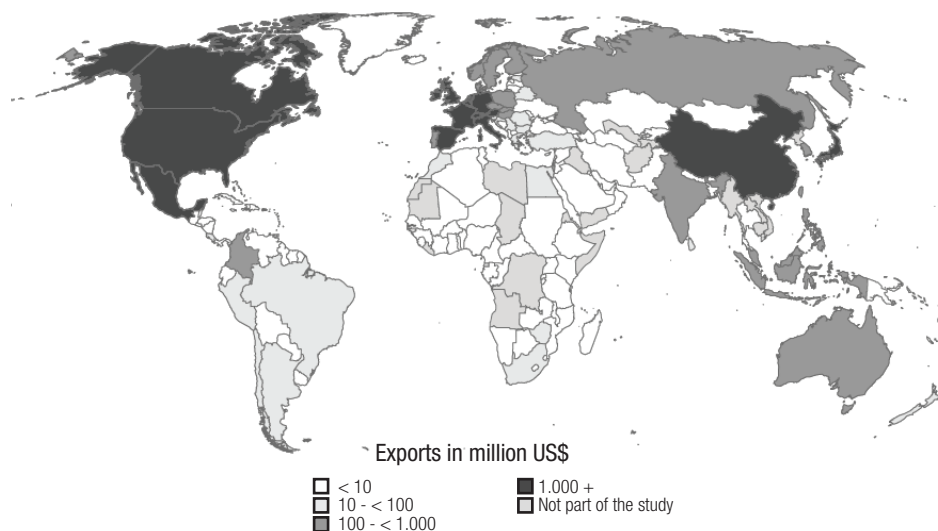 Exports in million US$
< 10
10 - < 100
100 - < 1.000
1.000 +
Not part of the study